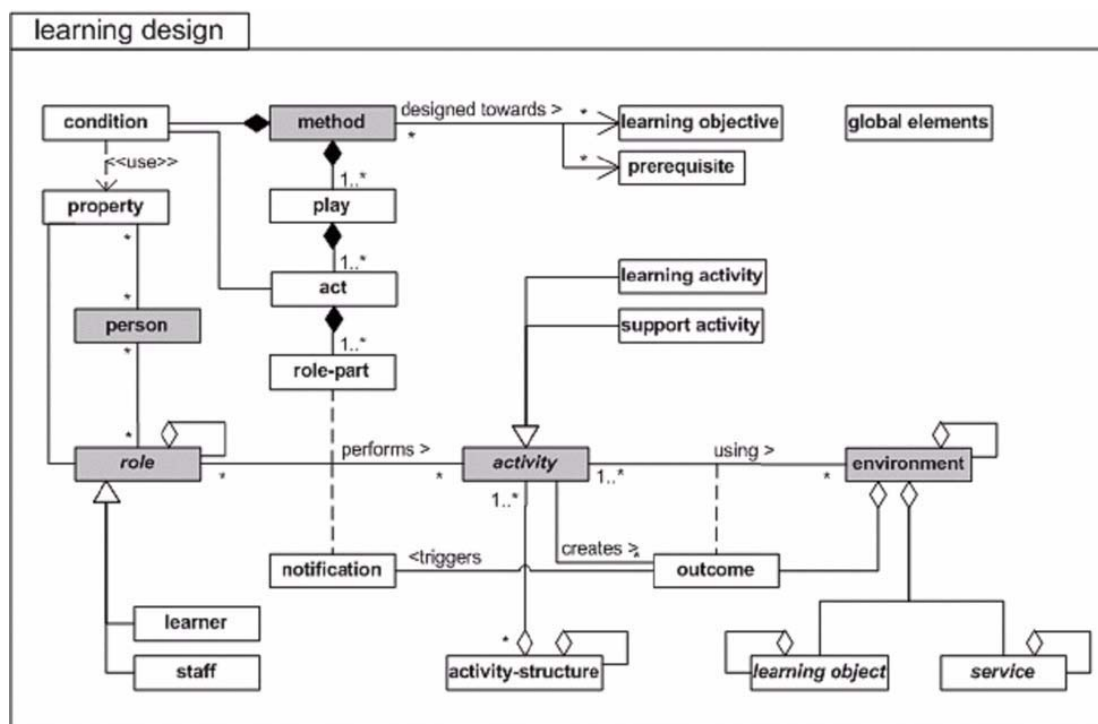 learning design
condition
method
designed towards >
*
*
learning objective
global elements
<<use>>
*
prerequisite
1..*
property
play
*
1..*
learning activity
act
*
person
support activity
*
1..*
role-part
*
performs >
using >
role
*
*
activity
1..*
*
environment
1..*
creates >
*
notification
<triggers
outcome
learner
*
staff
activity-structure
learning object
service